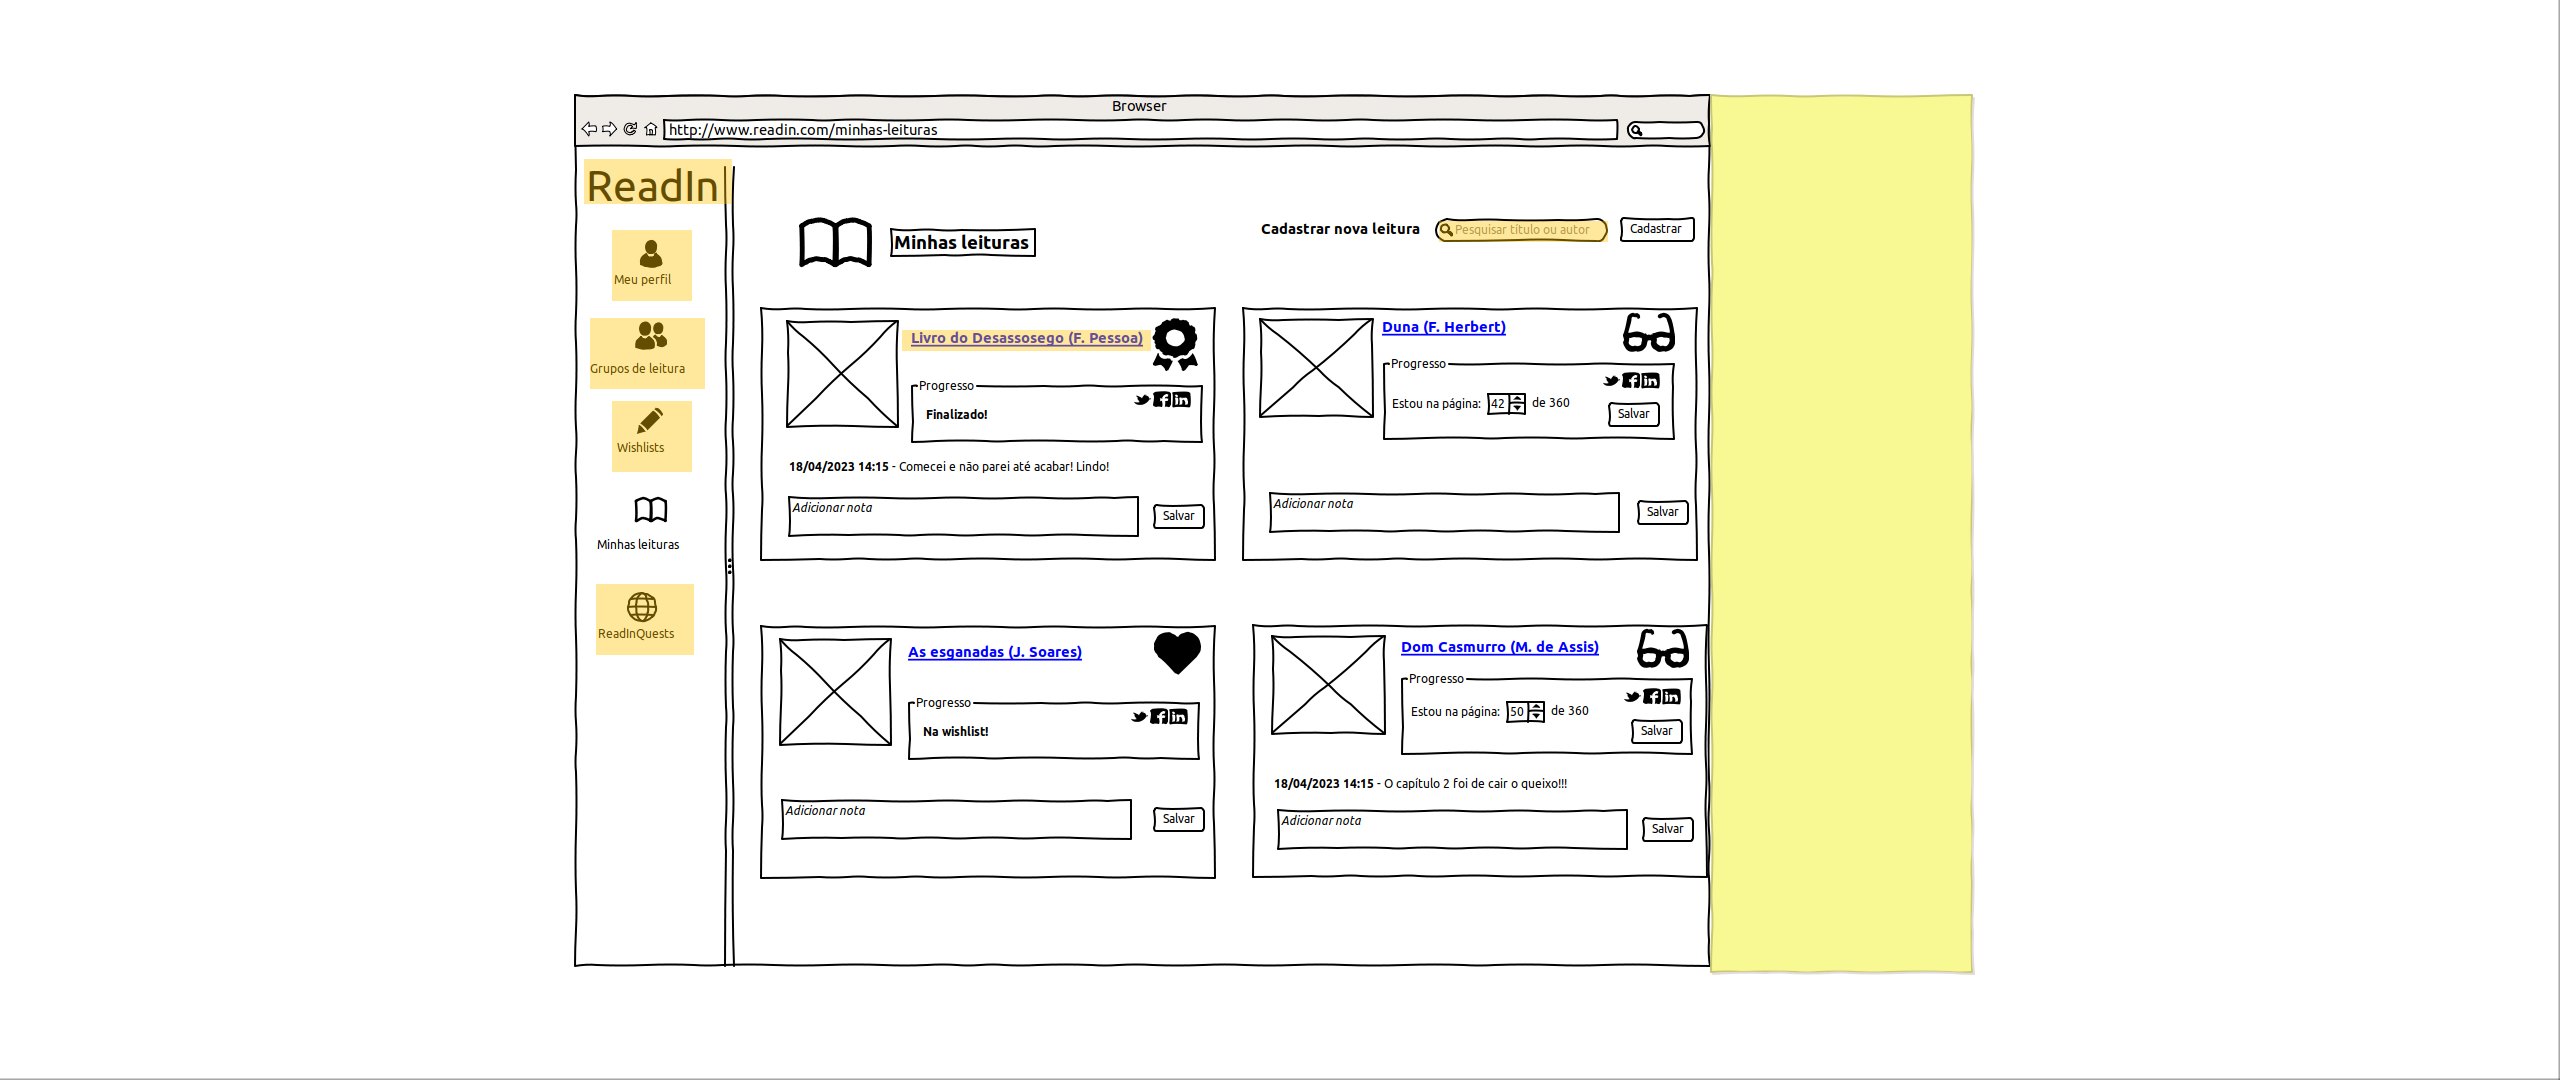 Browser
http://www.readin.com/minhas-leituras
ReadIn
Meu perfil
Grupos de leitura
Wishlists
Minhas leituras
ReadInQuests
Minhas leituras
Cadastrar nova leitura
Pesquisar título ou autor
Cadastrar
Livro do Desassosego (F. Pessoa)
Progresso
Finalizado!
18/04/2023 14:15 - Comecei e não parei até acabar! Lindo!
Adicionar nota
Salvar
Duna (F. Herbert)
Progresso
Estou na página: 42 de 360
Salvar
Adicionar nota
Salvar
As esganadas (J. Soares)
Progresso
Na wishlist!
Adicionar nota
Salvar
Dom Casmurro (M. de Assis)
Progresso
Estou na página: 50 de 360
Salvar
18/04/2023 14:15 - O capítulo 2 foi de cair o queixo!!!
Adicionar nota
Salvar